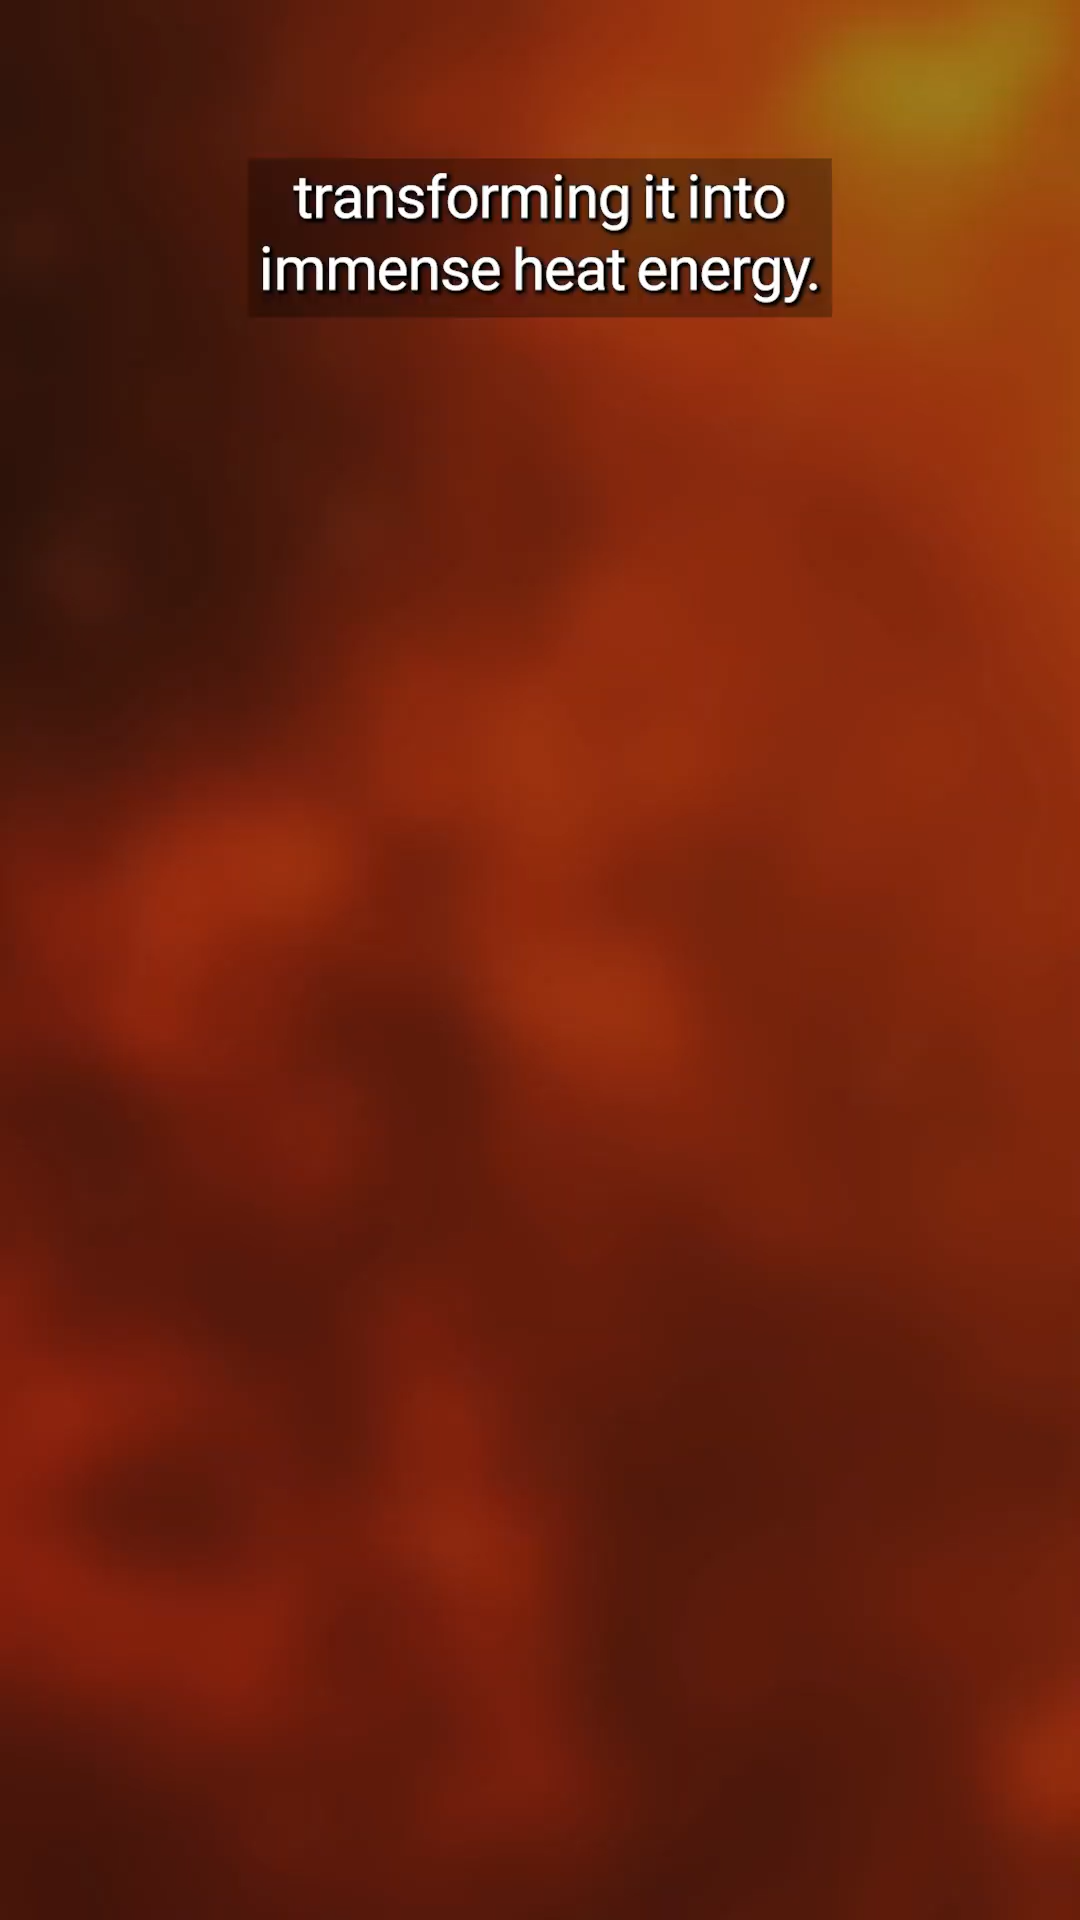 transforming it into
immense heat energy.